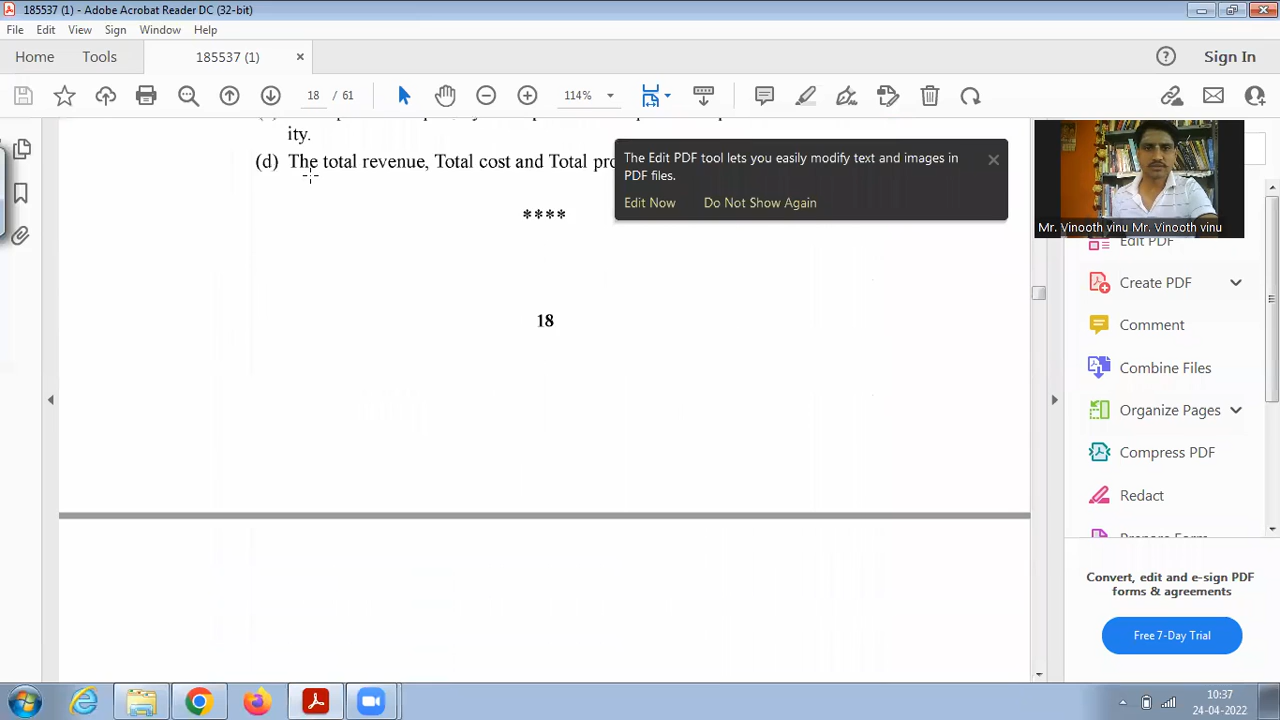 185537 (1) - Adobe Acrobat Reader DC (32-bit)
File Edit View Sign Window Help
Home Tools 185537 (1) × Sign In
18 / 61 114%
ity.
(d) The total revenue, Total cost and Total pro
The Edit PDF tool lets you easily modify text and images in
PDF files.
Edit Now Do Not Show Again
****
18
Mr. Vinooth vinu Mr. Vinooth vinu
Edit PDF
Create PDF
Comment
Combine Files
Organize Pages
Compress PDF
Redact
Convert, edit and e-sign PDF
forms & agreements
Free 7-Day Trial
10:37
24-04-2022